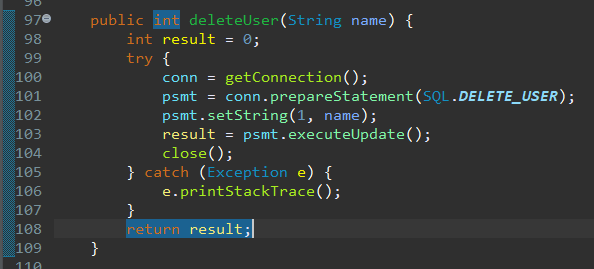 96
97 public int deleteUser(String name) {
98 int result = 0;
99 try {
100 conn = getConnection();
101 psmt = conn.prepareStatement(SQL.DELETE_USER);
102 psmt.setString(1, name);
103 result = psmt.executeUpdate();
104 close();
105 } catch (Exception e) {
106 e.printStackTrace();
107 }
108 return result;
109 }
110